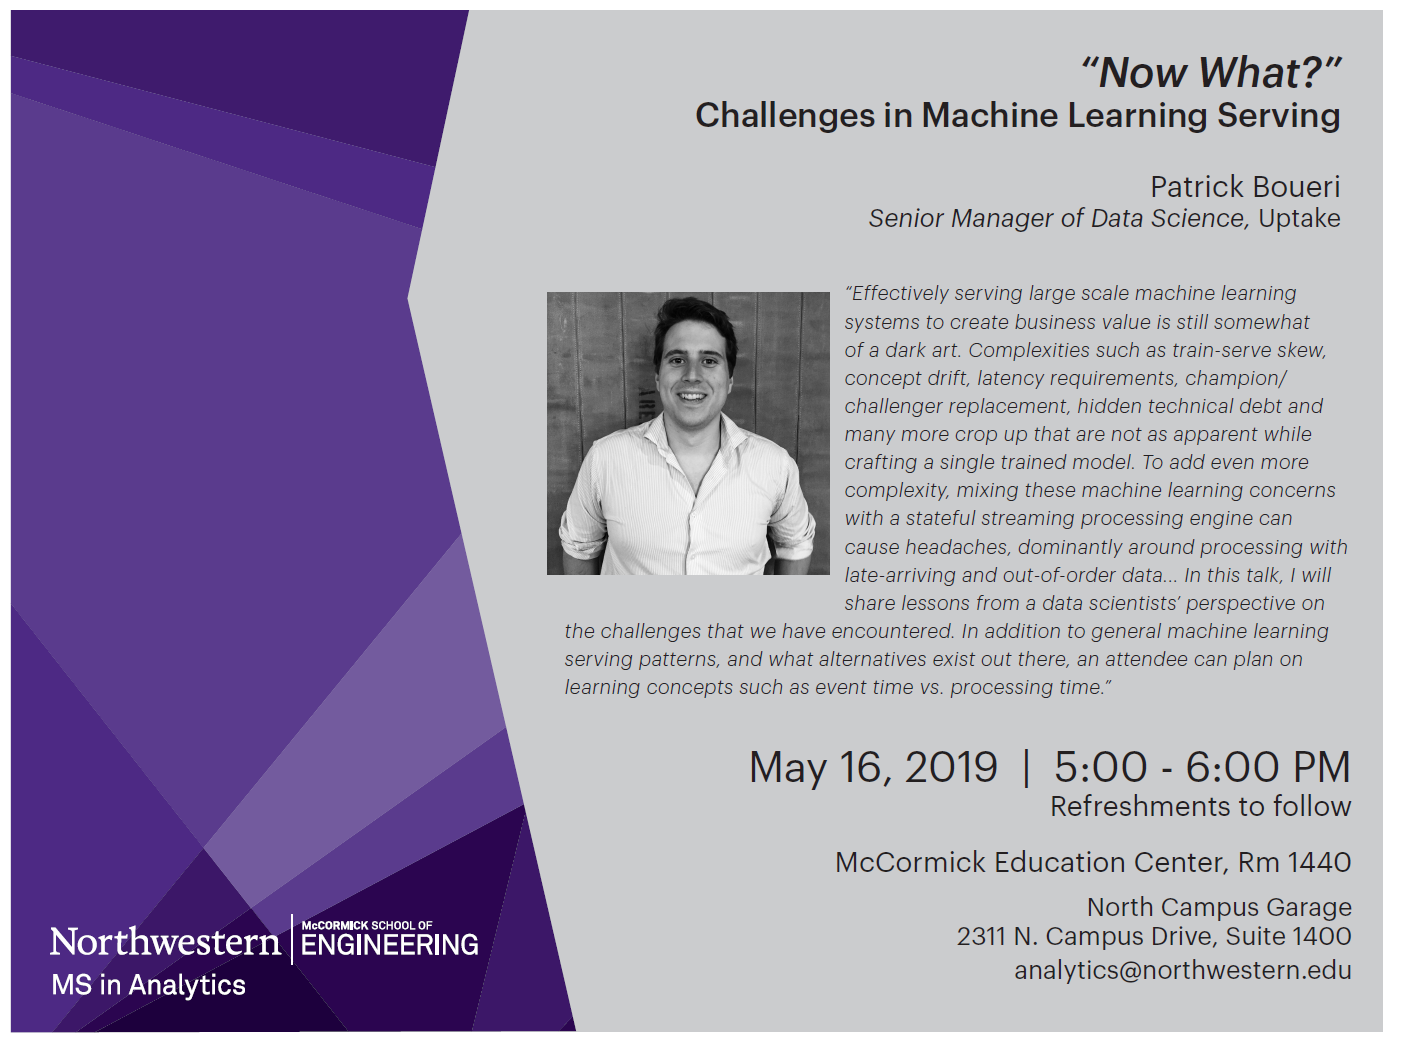 “Now What?”
Challenges in Machine Learning Serving
Patrick Boueri
Senior Manager of Data Science, Uptake
“Effectively serving large scale machine learning
systems to create business value is still somewhat
of a dark art. Complexities such as train-serve skew,
concept drift, latency requirements, champion/
challenger replacement, hidden technical debt and
many more crop up that are not as apparent while
crafting a single trained model. To add even more
complexity, mixing these machine learning concerns
with a stateful streaming processing engine can
cause headaches, dominantly around processing with
late-arriving and out-of-order data... In this talk, I will
share lessons from a data scientists’ perspective on
the challenges that we have encountered. In addition to general machine learning
serving patterns, and what alternatives exist out there, an attendee can plan on
learning concepts such as event time vs. processing time.”
May 16, 2019 | 5:00 - 6:00 PM
Refreshments to follow
McCormick Education Center, Rm 1440
North Campus Garage
2311 N. Campus Drive, Suite 1400
analytics@northwestern.edu
Northwestern | McCORMICK SCHOOL OF
ENGINEERING
MS in Analytics